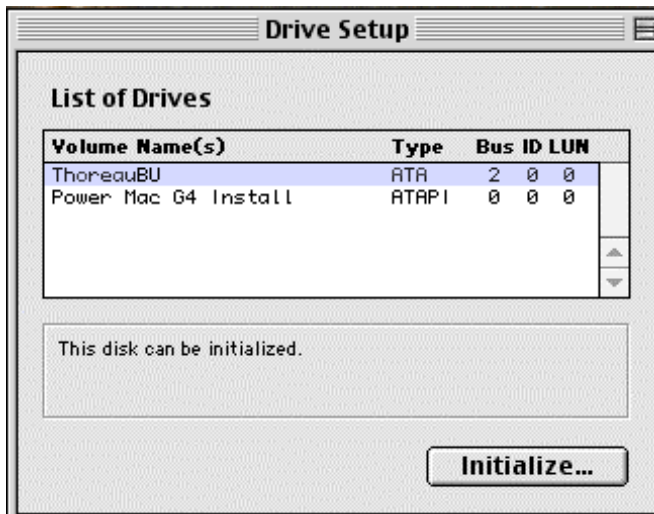 Drive Setup
List of Drives
Volume Name(s) Type Bus ID LUN
ThoreauBU ATA 2 0 0
Power Mac G4 Install ATAPI 0 0 0
This disk can be initialized.
Initialize...